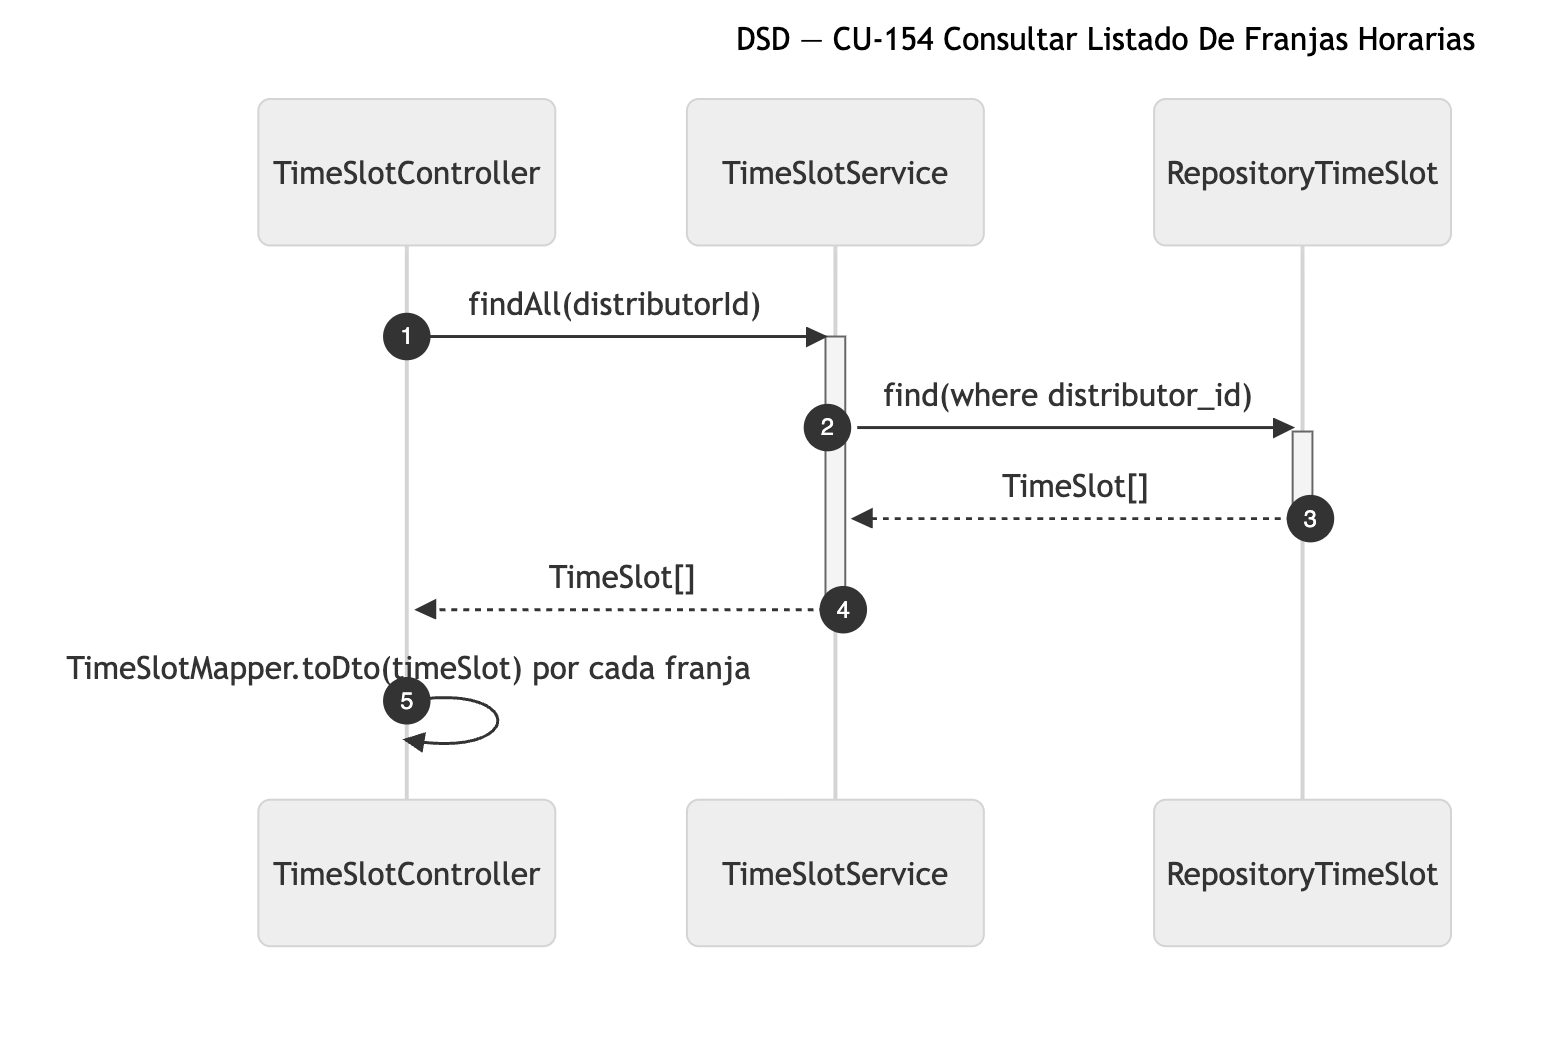 DSD — CU-154 Consultar Listado De Franjas Horarias
TimeSlotController
TimeSlotService
RepositoryTimeSlot
findAll(distributorId)
1
find(where distributor_id)
2
TimeSlot[]
3
TimeSlot[]
4
TimeSlotMapper.toDto(timeSlot) por cada franja
5
TimeSlotController
TimeSlotService
RepositoryTimeSlot